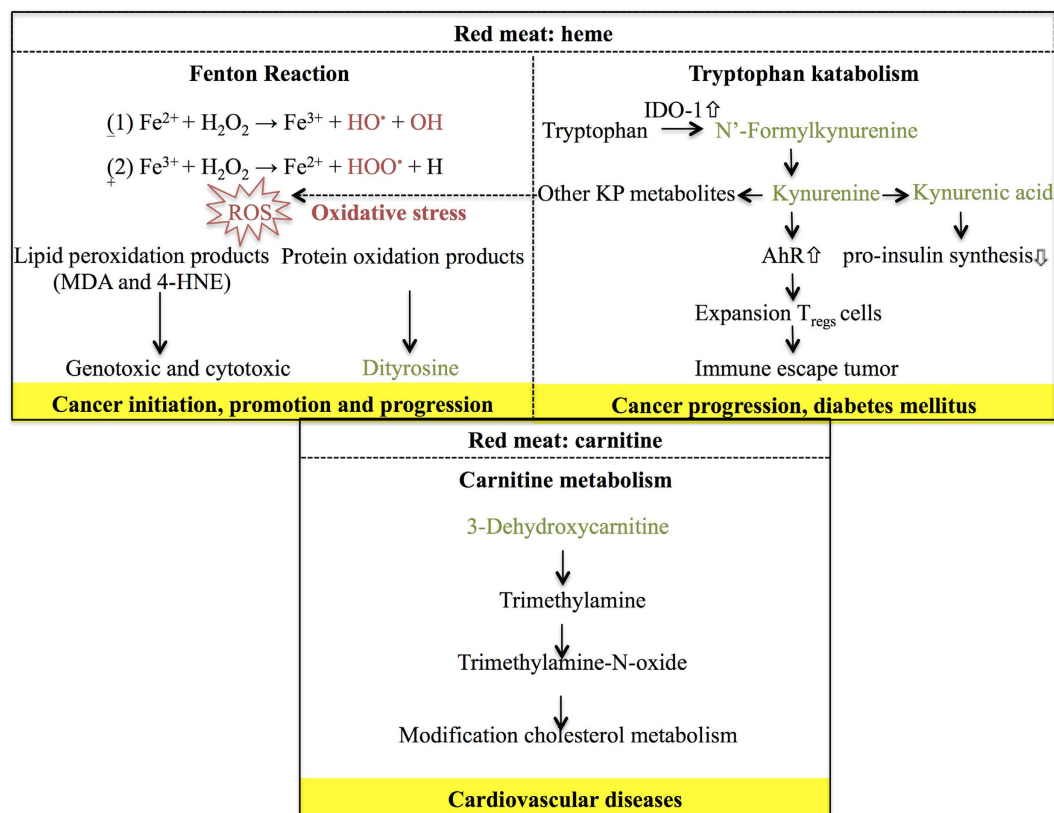 Red meat: heme
Fenton Reaction
(1) Fe²⁺ + H₂O₂ → Fe³⁺ + HO• + OH
–
(2) Fe³⁺ + H₂O₂ → Fe²⁺ + HOO• + H
+
ROS
Oxidative stress
Lipid peroxidation products
(MDA and 4-HNE)
Protein oxidation products
Genotoxic and cytotoxic
Dityrosine
Cancer initiation, promotion and progression
Tryptophan katabolism
IDO-1⇧
Tryptophan → N’-Formylkynurenine
Other KP metabolites ← Kynurenine → Kynurenic acid
AhR⇧
pro-insulin synthesis⇩
Expansion T_regs cells
Immune escape tumor
Cancer progression, diabetes mellitus
Red meat: carnitine
Carnitine metabolism
3-Dehydroxycarnitine
Trimethylamine
Trimethylamine-N-oxide
Modification cholesterol metabolism
Cardiovascular diseases